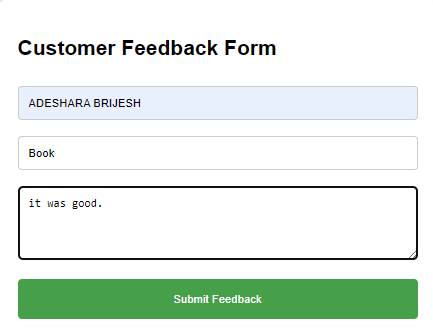 Customer Feedback Form
ADESHARA BRIJESH
Book
it was good.
Submit Feedback